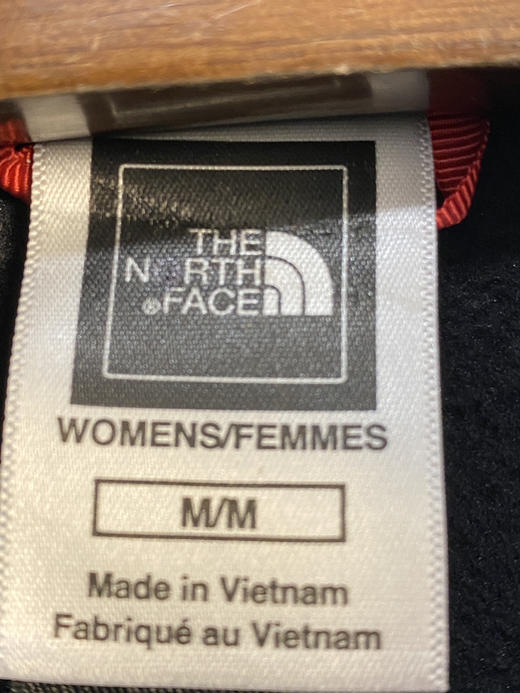 THE
NORTH
®FACE
WOMENS/FEMMES
M/M
Made in Vietnam
Fabriqué au Vietnam